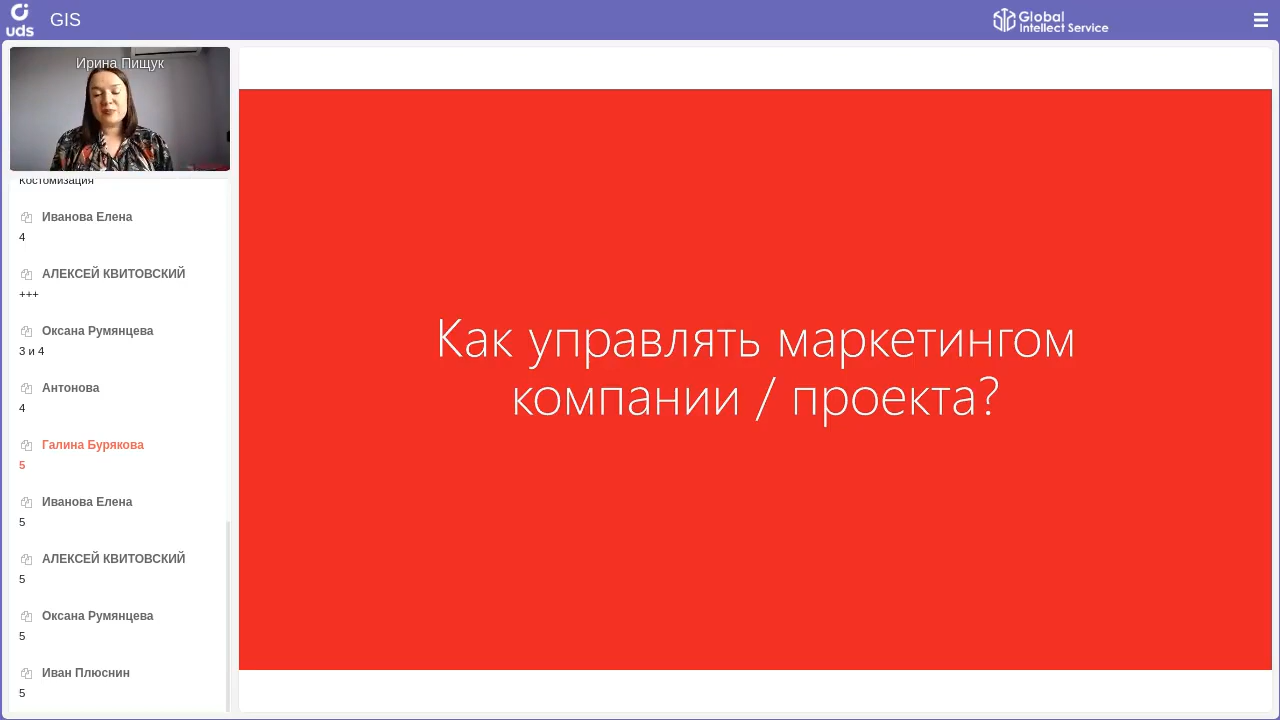 uds
GIS
Global
Intellect Service
Ирина Пищук
Костомизация
Иванова Елена
4
АЛЕКСЕЙ КВИТОВСКИЙ
+++
Оксана Румянцева
3 и 4
Антонова
4
Галина Бурякова
5
Иванова Елена
5
АЛЕКСЕЙ КВИТОВСКИЙ
5
Оксана Румянцева
5
Иван Плюснин
5
Как управлять маркетингом
компании / проекта?